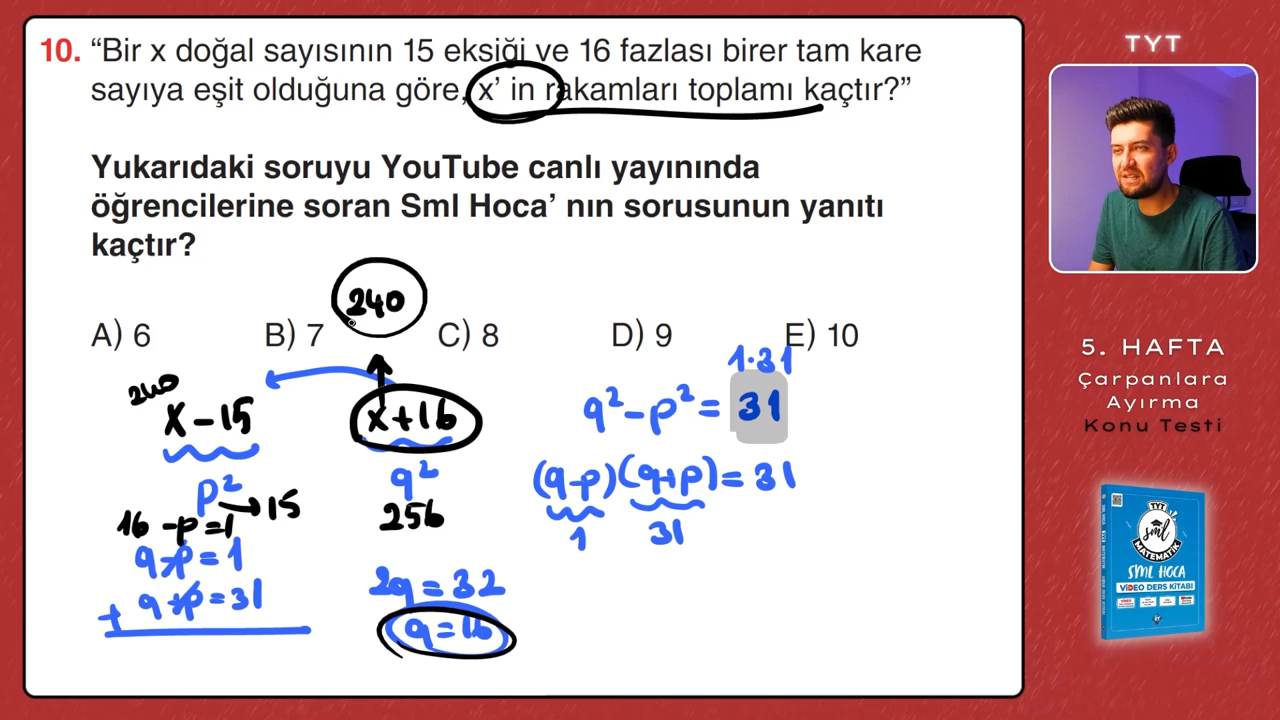 10. “Bir x doğal sayısının 15 eksiği ve 16 fazlası birer tam kare
sayıya eşit olduğuna göre, x’ in rakamları toplamı kaçtır?”
Yukarıdaki soruyu YouTube canlı yayınında
öğrencilerine soran Sml Hoca’ nın sorusunun yanıtı
kaçtır?
240
A) 6 B) 7 C) 8 D) 9 E) 10
1·31
240
x-15 x+16 q²-p²=31
p² q² (q-p)(q+p)=31
→15
16-p=1 256 1 31
q-p=1
2q=32
+ q+p=31
q=16
TYT
5. HAFTA
Çarpanlara
Ayırma
Konu Testi
TYT
sml
MATEMATİK
SML HOCA
VİDEO DERS KİTABI